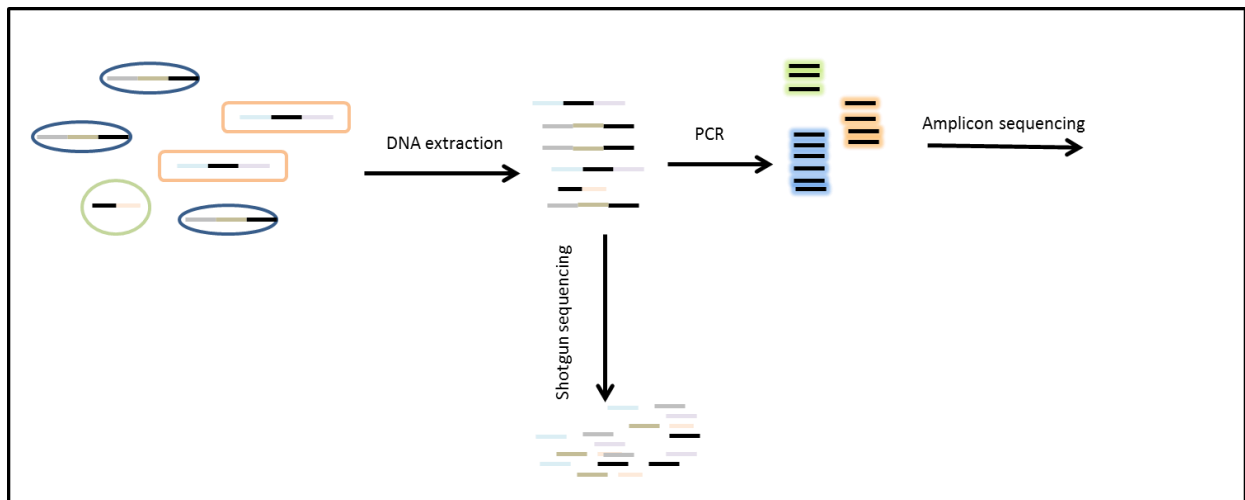 DNA extraction
PCR
Amplicon sequencing
Shotgun sequencing